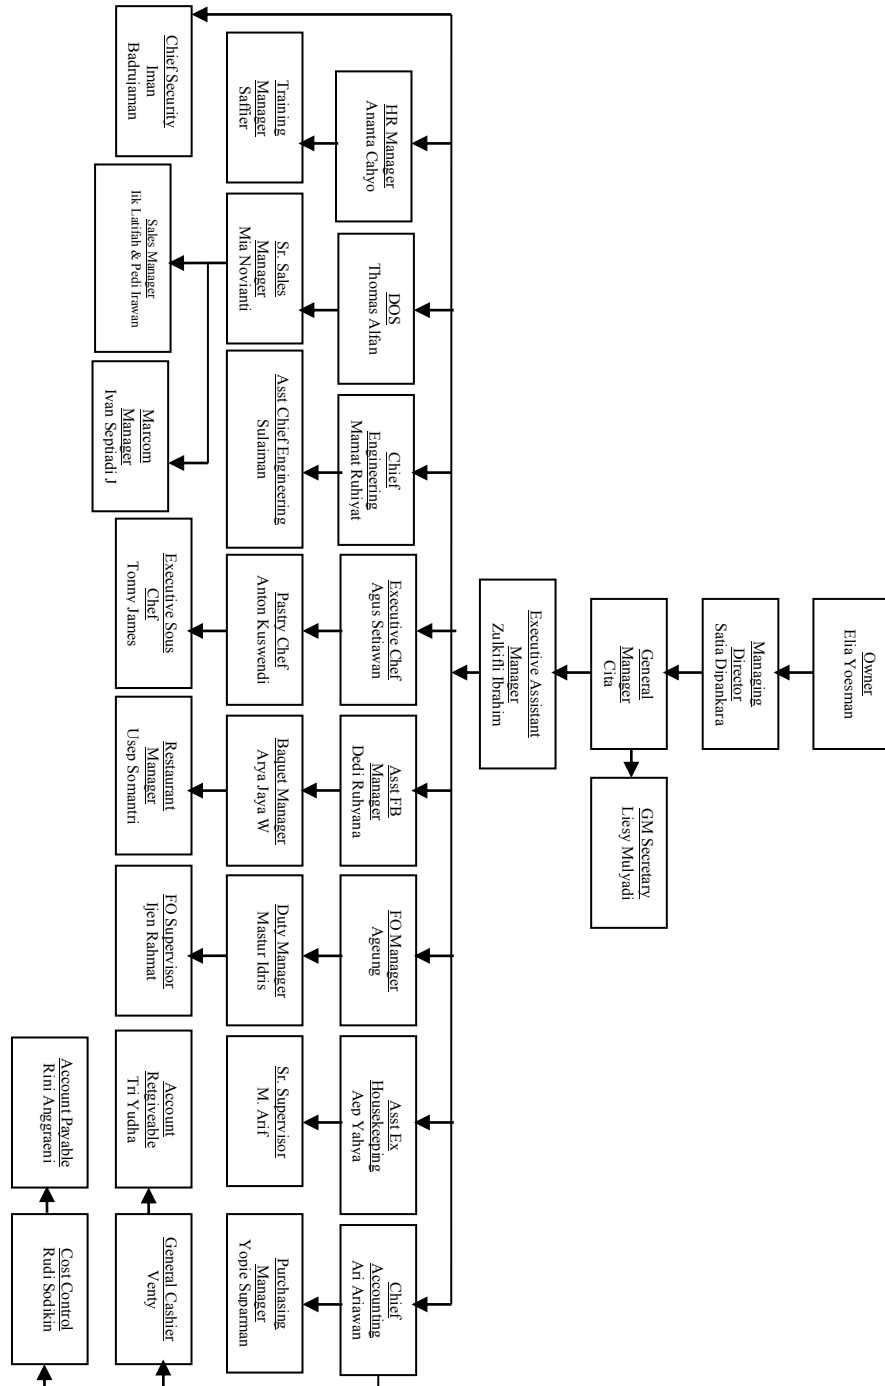 Owner
Elia Yoesman
Managing
Director
Satia Dipankara
General
Manager
Cita
GM Secretary
Liesy Mulyadi
Executive Assistant
Manager
Zulkifli Ibrahim
HR Manager
Ananta Cahyo
DOS
Thomas Alfan
Chief
Engineering
Mamat Ruhiyat
Executive Chef
Agus Setiawan
Asst FB
Manager
Dedi Ruhyana
FO Manager
Ageung
Asst Ex
Housekeeping
Aep Yahya
Chief
Accounting
Ari Ariawan
Training
Manager
Saffier
Sr. Sales
Manager
Mia Novianti
Asst Chief Engineering
Sulaiman
Pastry Chef
Anton Kuswendi
Baquet Manager
Arya Jaya W
Duty Manager
Mastur Idris
Sr. Supervisor
M. Arif
Purchasing
Manager
Yopie Suparman
Chief Security
Iman
Badrujaman
Sales Manager
Iik Latifah & Pedi Irawan
Marcom
Manager
Ivan Septiadi J
Executive Sous
Chef
Tonny James
Restaurant
Manager
Usep Somantri
FO Supervisor
Ijen Rahmat
Account
Retgiveable
Tri Yudha
General Cashier
Venty
Account Payable
Rini Anggraeni
Cost Control
Rudi Sodikin